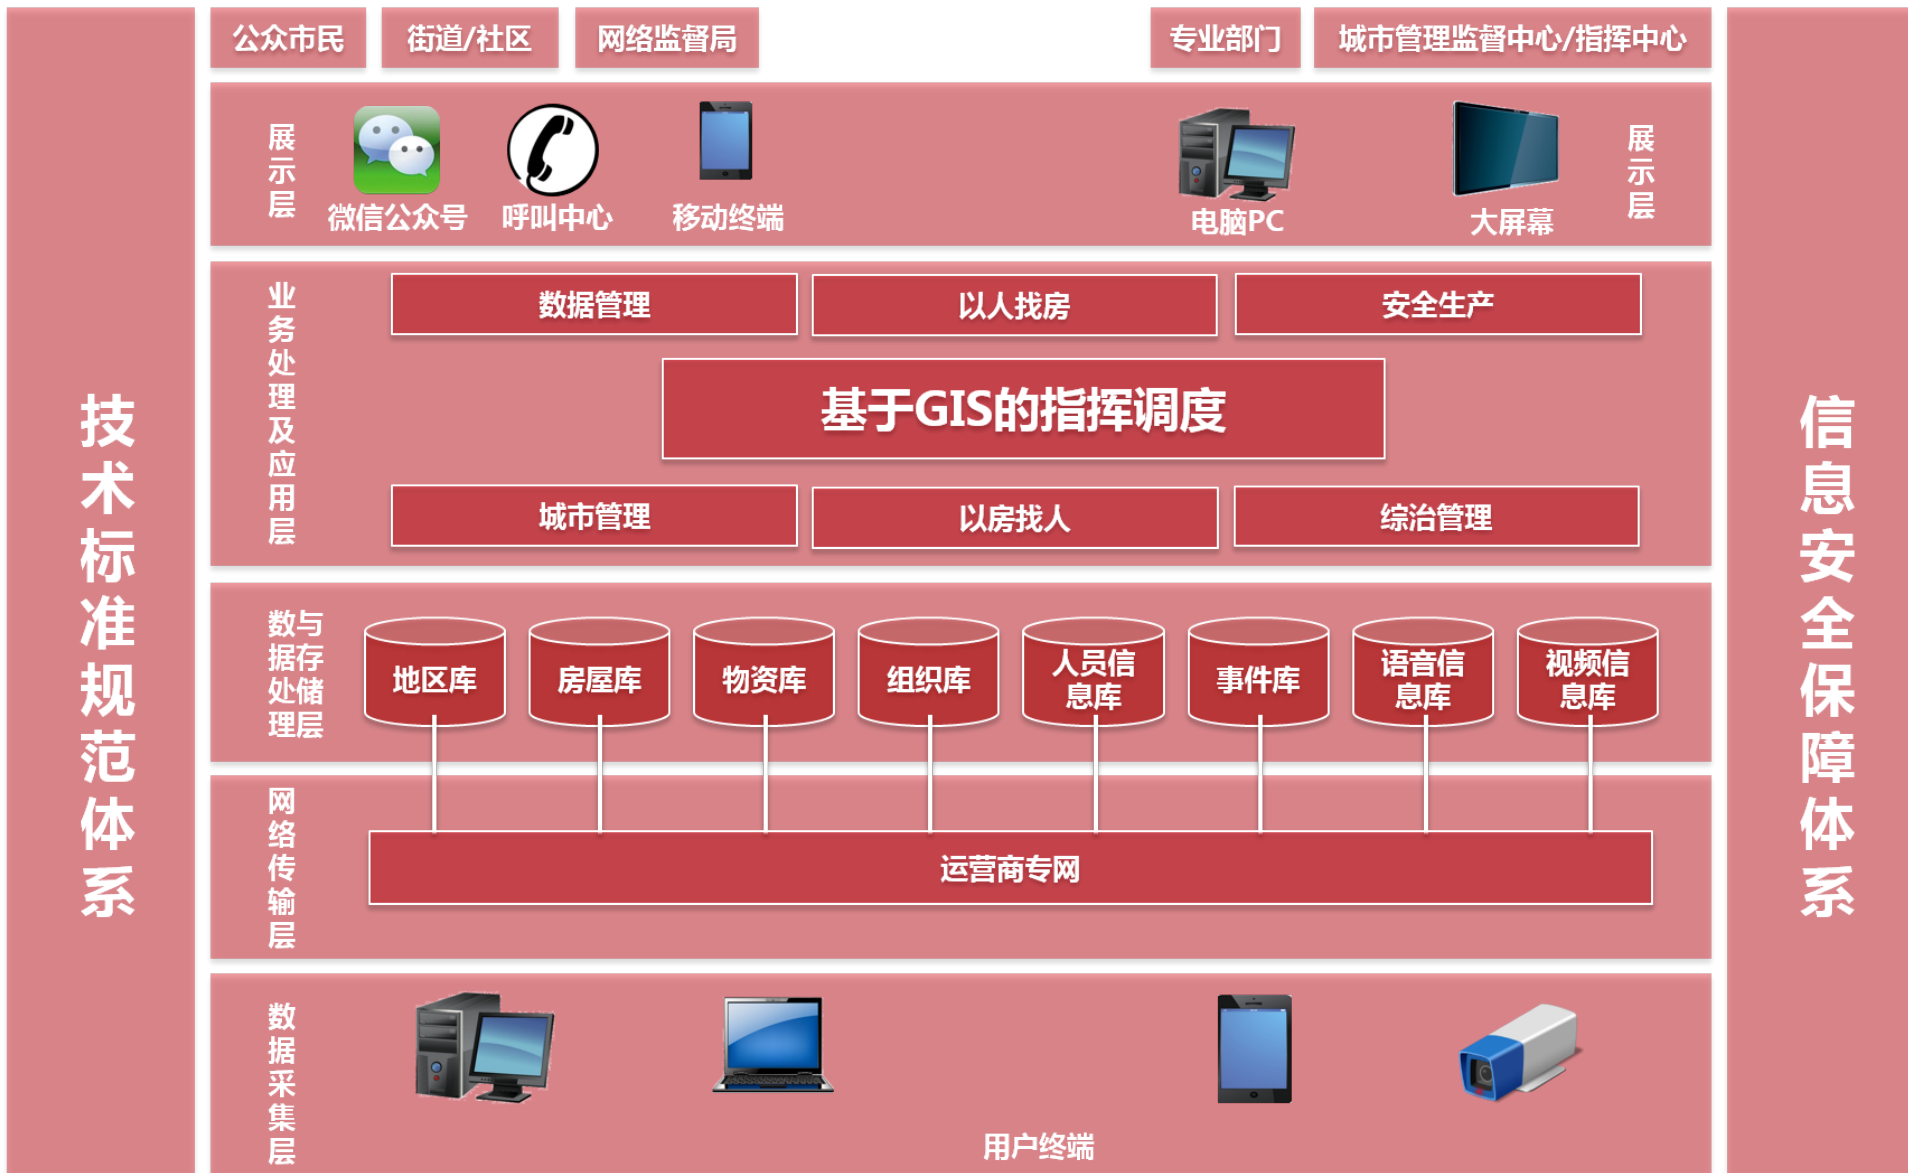 公众市民
街道/社区
网络监督局
专业部门
城市管理监督中心/指挥中心
技术标准规范体系
展示层
微信公众号
呼叫中心
移动终端
电脑PC
大屏幕
展示层
业务处理及应用层
数据管理
以人找房
安全生产
基于GIS的指挥调度
城市管理
以房找人
综治管理
数据处理
与存储层
地区库
房屋库
物资库
组织库
人员信
息库
事件库
语音信
息库
视频信
息库
网络传输层
运营商专网
数据采集层
用户终端
信息安全保障体系